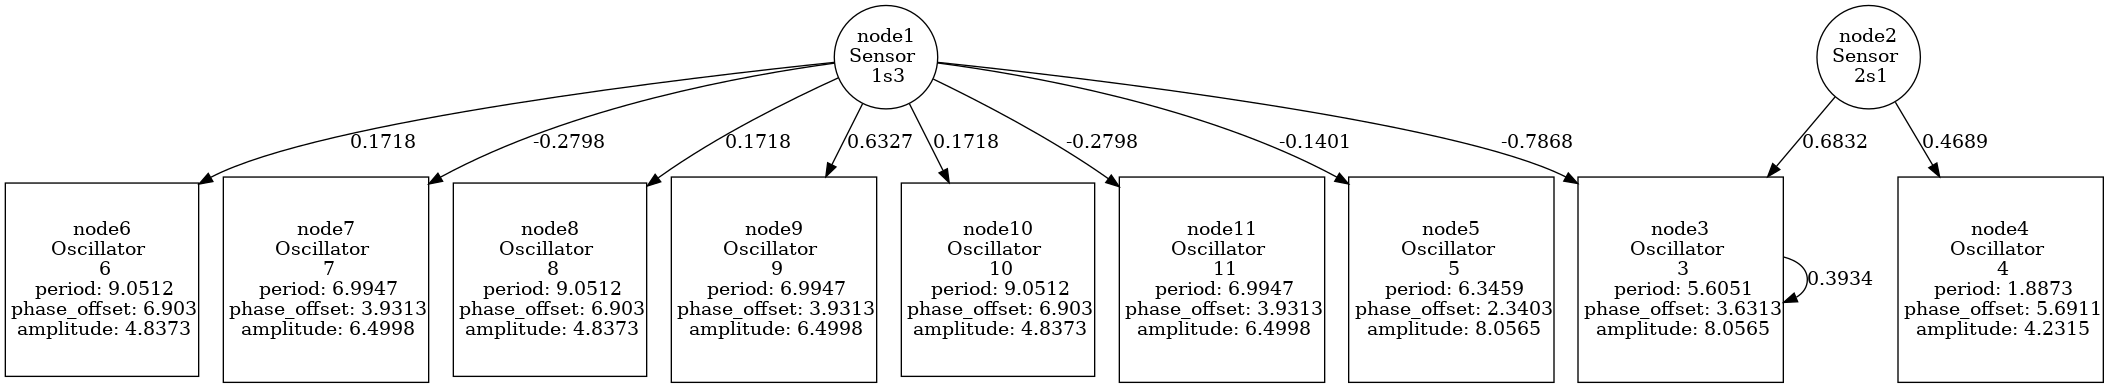 node1
Sensor
1s3
node2
Sensor
2s1
0.1718
-0.2798
0.1718
0.6327
0.1718
-0.2798
-0.1401
-0.7868
0.6832
0.4689
node6
Oscillator
6
period: 9.0512
phase_offset: 6.903
amplitude: 4.8373
node7
Oscillator
7
period: 6.9947
phase_offset: 3.9313
amplitude: 6.4998
node8
Oscillator
8
period: 9.0512
phase_offset: 6.903
amplitude: 4.8373
node9
Oscillator
9
period: 6.9947
phase_offset: 3.9313
amplitude: 6.4998
node10
Oscillator
10
period: 9.0512
phase_offset: 6.903
amplitude: 4.8373
node11
Oscillator
11
period: 6.9947
phase_offset: 3.9313
amplitude: 6.4998
node5
Oscillator
5
period: 6.3459
phase_offset: 2.3403
amplitude: 8.0565
node3
Oscillator
3
period: 5.6051
phase_offset: 3.6313
amplitude: 8.0565
0.3934
node4
Oscillator
4
period: 1.8873
phase_offset: 5.6911
amplitude: 4.2315